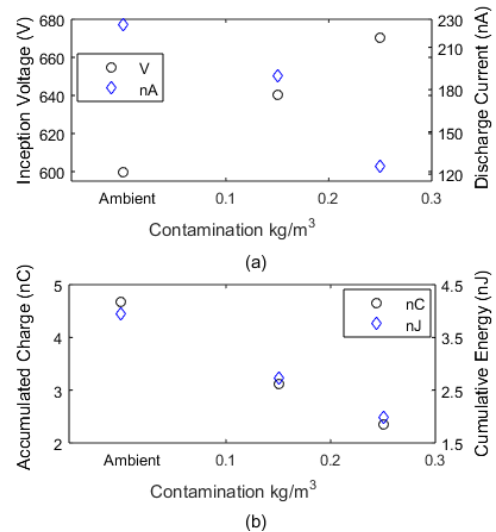 Inception Voltage (V)
680
660
640
620
600
V
nA
230
210
180
150
120
Discharge Current (nA)
Ambient 0.1 0.2 0.3
Contamination kg/m³
(a)
Accumulated Charge (nC)
5
4
3
2
nC
nJ
4.5
3.5
2.5
1.5
Cumulative Energy (nJ)
Ambient 0.1 0.2 0.3
Contamination kg/m³
(b)